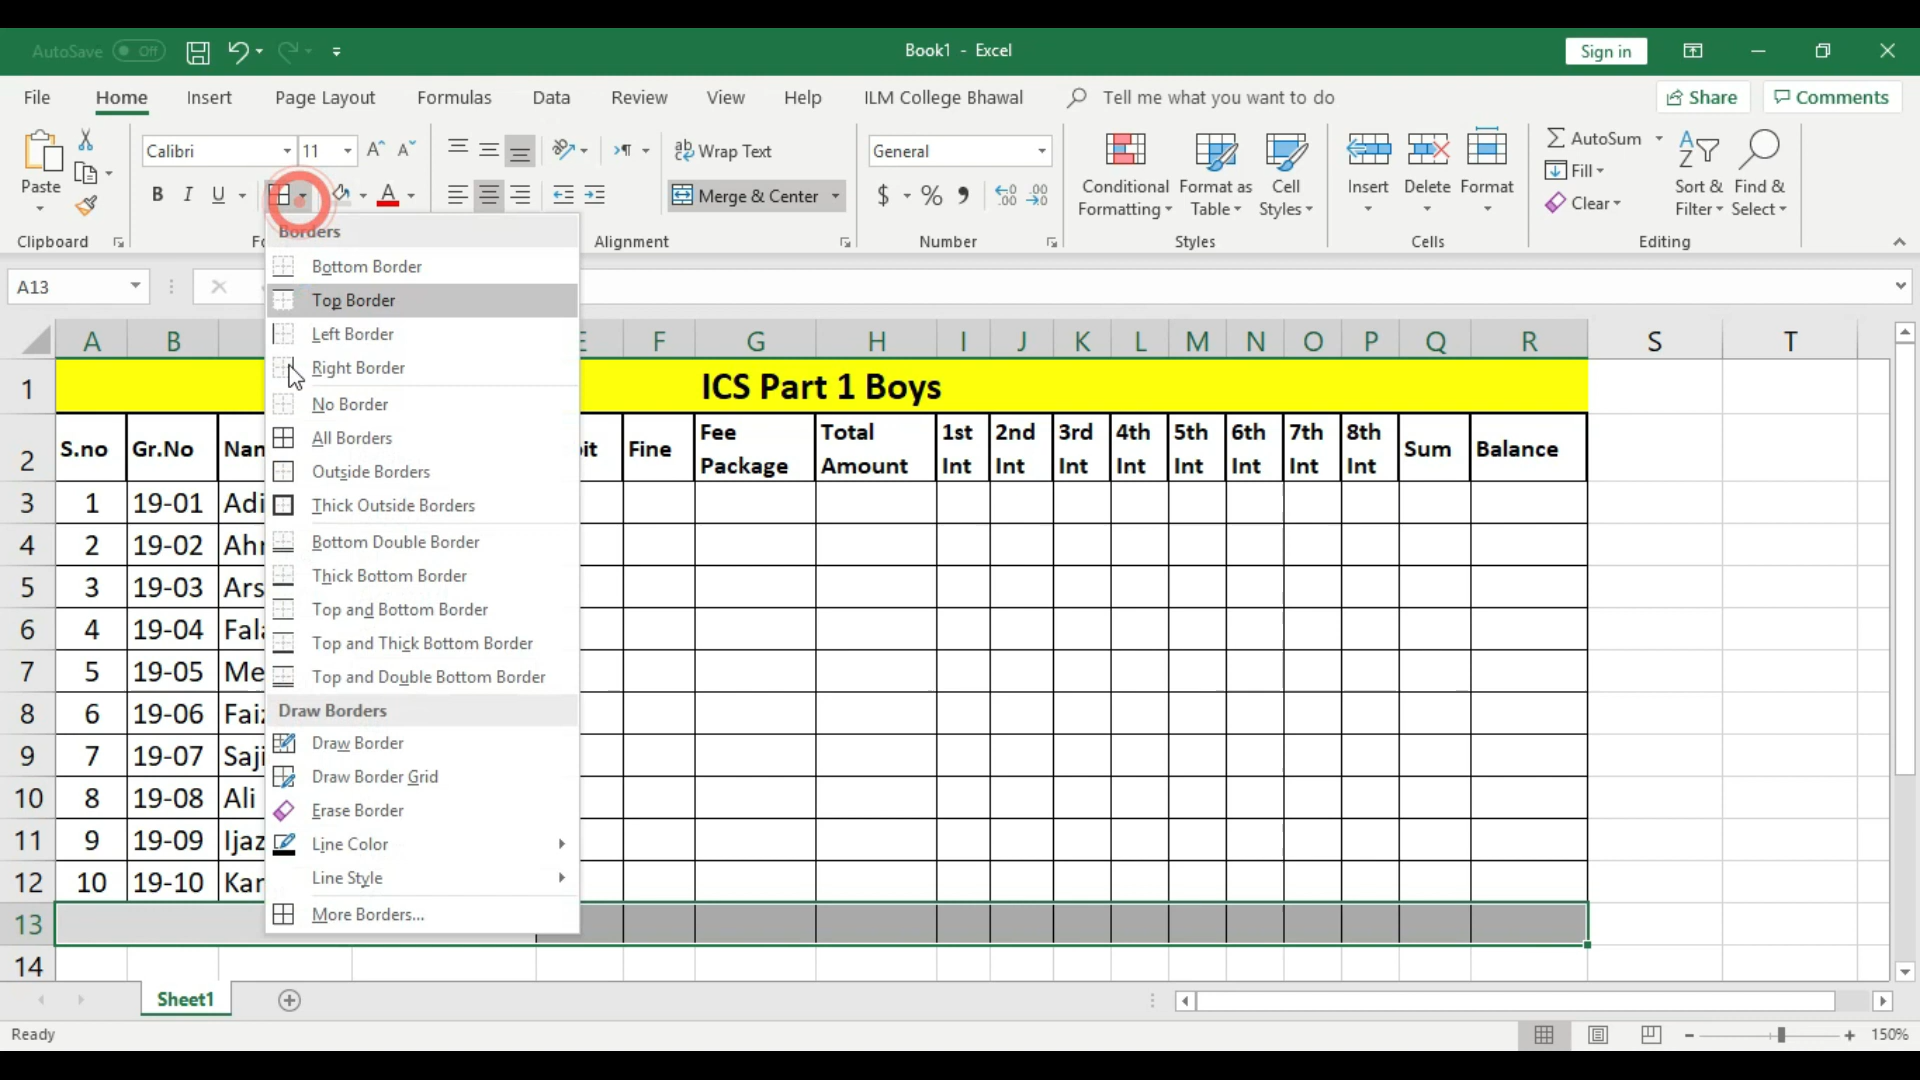 AutoSave Off
Book1 - Excel
Sign in
File Home Insert Page Layout Formulas Data Review View Help ILM College Bhawal Tell me what you want to do Share Comments
Paste
Clipboard
Calibri 11
B I U A
Wrap Text
Merge & Center
Alignment
General
$ % ,
Number
Conditional Formatting
Format as Table
Cell Styles
Styles
Insert Delete Format
Cells
AutoSum
Fill
Clear
Sort & Filter
Find & Select
Editing
A13
Borders
Bottom Border
Top Border
Left Border
Right Border
No Border
All Borders
Outside Borders
Thick Outside Borders
Bottom Double Border
Thick Bottom Border
Top and Bottom Border
Top and Thick Bottom Border
Top and Double Bottom Border
Draw Borders
Draw Border
Draw Border Grid
Erase Border
Line Color
Line Style
More Borders...
A B E F G H I J K L M N O P Q R S T
1 ICS Part 1 Boys
2 S.no Gr.No Nam it Fine Fee Package Total Amount 1st Int 2nd Int 3rd Int 4th Int 5th Int 6th Int 7th Int 8th Int Sum Balance
3 1 19-01 Adi
4 2 19-02 Ahr
5 3 19-03 Ars
6 4 19-04 Fala
7 5 19-05 Me
8 6 19-06 Faiz
9 7 19-07 Saji
10 8 19-08 Ali
11 9 19-09 Ijaz
12 10 19-10 Kar
13
14
Sheet1
Ready
150%